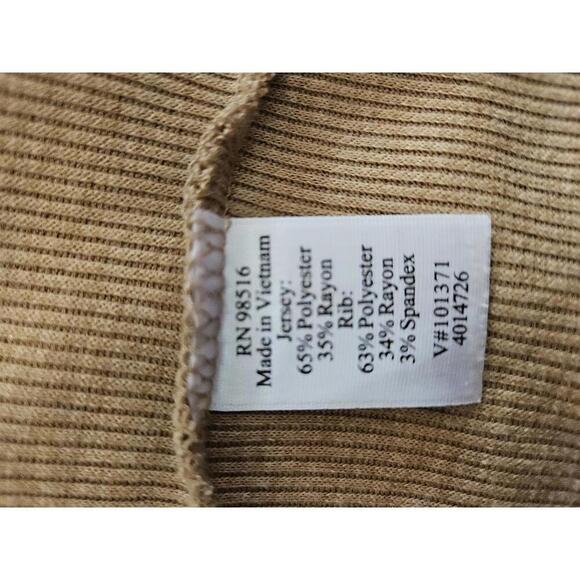 RN 98516
Made in Vietnam
Jersey:
65% Polyester
35% Rayon
Rib:
63% Polyester
34% Rayon
3% Spandex
V#101371
4014726